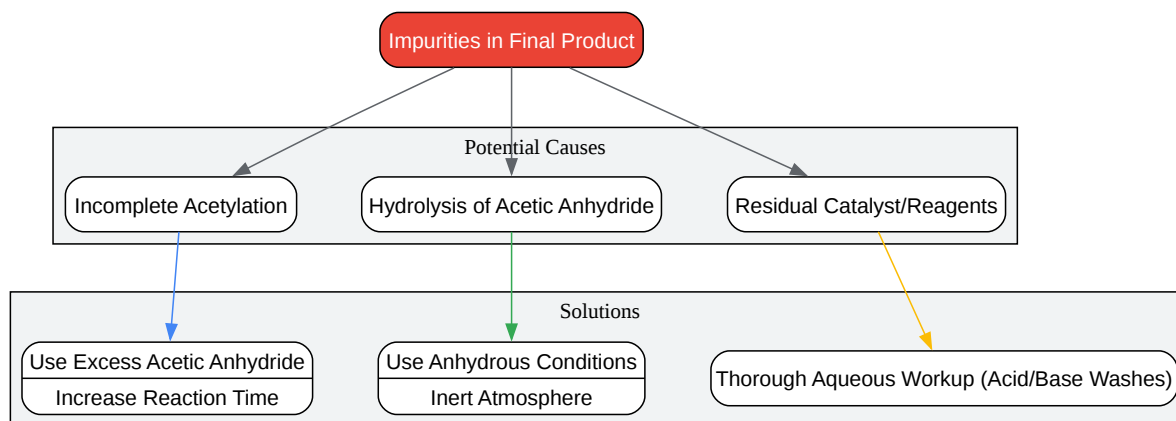 Impurities in Final Product
Potential Causes
Incomplete Acetylation
Hydrolysis of Acetic Anhydride
Residual Catalyst/Reagents
Solutions
Use Excess Acetic Anhydride
Increase Reaction Time
Use Anhydrous Conditions
Inert Atmosphere
Thorough Aqueous Workup (Acid/Base Washes)